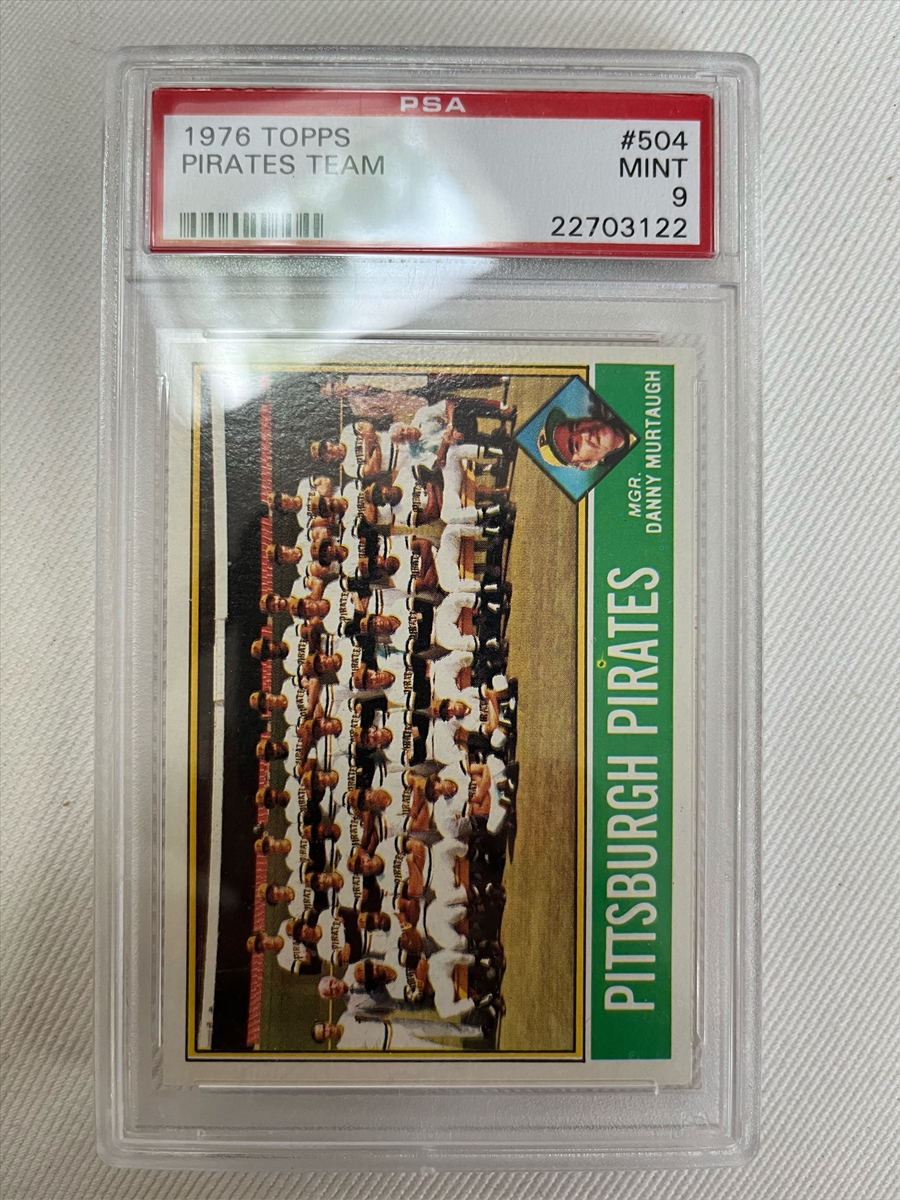 PSA
1976 TOPPS
#504
PIRATES TEAM
MINT
9
22703122
MGR.
DANNY MURTAUGH
PITTSBURGH PIRATES